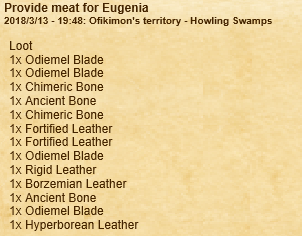 Provide meat for Eugenia
2018/3/13 - 19:48: Ofikimon's territory - Howling Swamps
Loot
1x Odiemel Blade
1x Odiemel Blade
1x Chimeric Bone
1x Ancient Bone
1x Chimeric Bone
1x Fortified Leather
1x Fortified Leather
1x Odiemel Blade
1x Rigid Leather
1x Borzemian Leather
1x Ancient Bone
1x Odiemel Blade
1x Hyperborean Leather